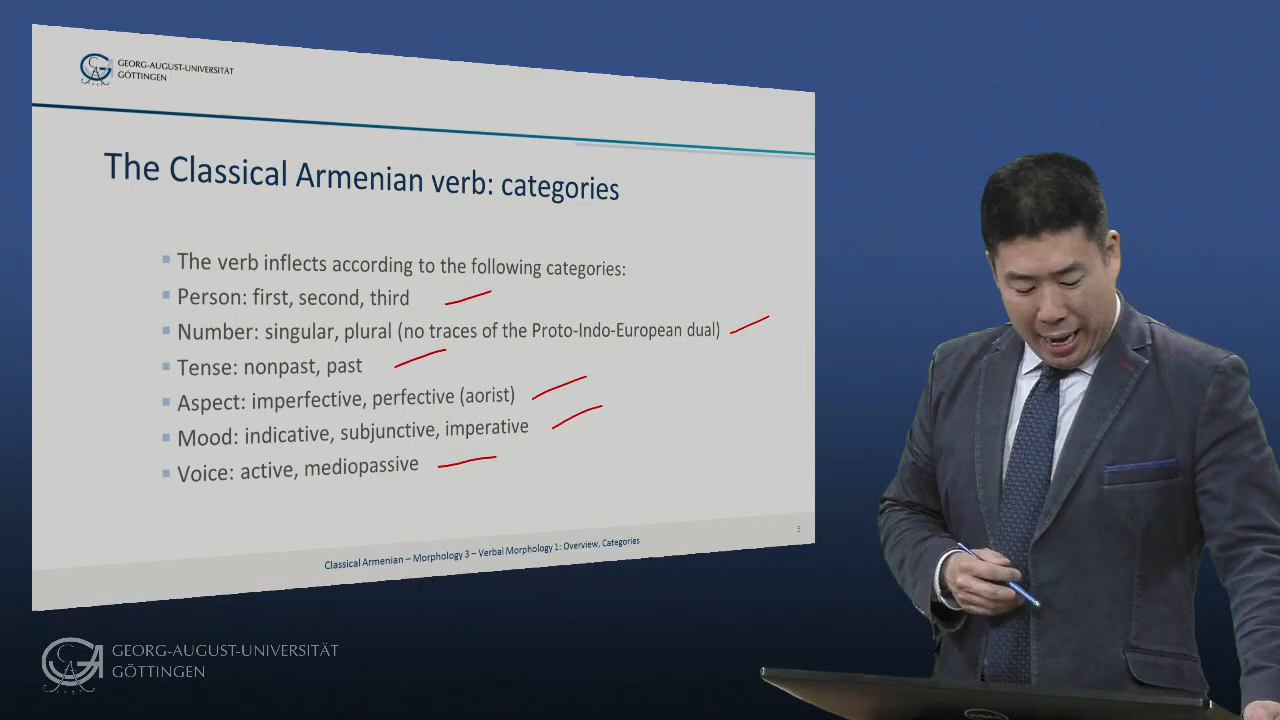 GEORG-AUGUST-UNIVERSITÄT
GÖTTINGEN
The Classical Armenian verb: categories
The verb inflects according to the following categories:
Person: first, second, third
Number: singular, plural (no traces of the Proto-Indo-European dual)
Tense: nonpast, past
Aspect: imperfective, perfective (aorist)
Mood: indicative, subjunctive, imperative
Voice: active, mediopassive
5
Classical Armenian – Morphology 3 – Verbal Morphology 1: Overview, Categories
GEORG-AUGUST-UNIVERSITÄT
GÖTTINGEN